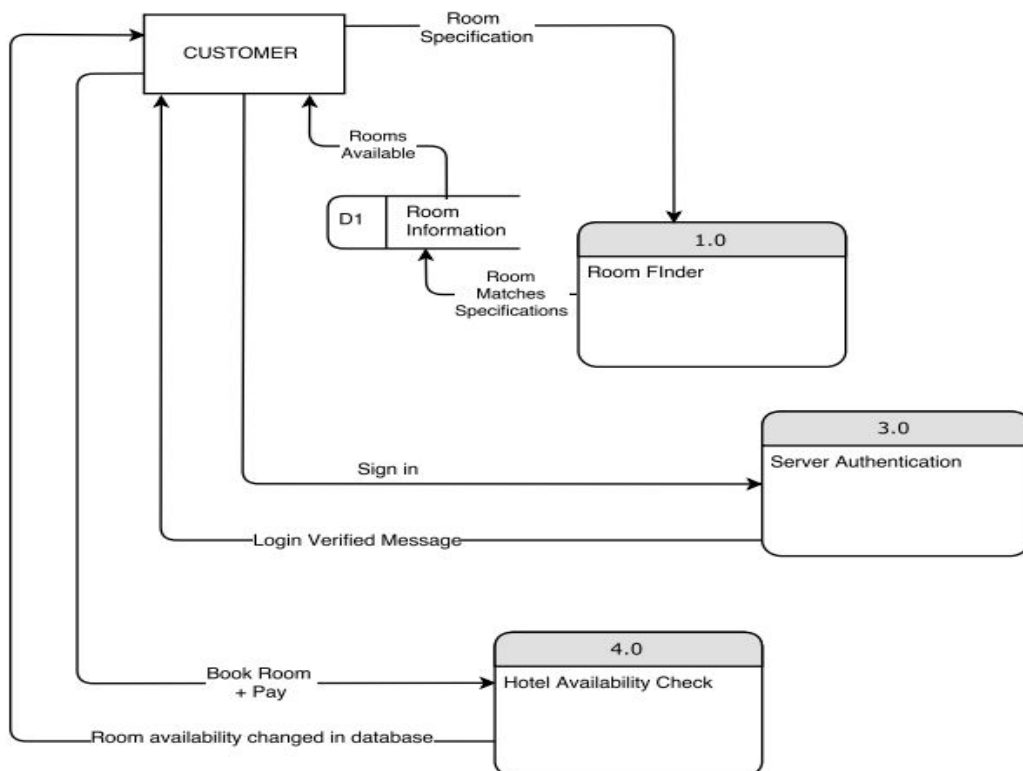 Room
Specification
CUSTOMER
Rooms
Available
D1
Room
Information
1.0
Room FInder
Room
Matches
Specifications
3.0
Server Authentication
Sign in
Login Verified Message
4.0
Hotel Availability Check
Book Room
+ Pay
Room availability changed in database